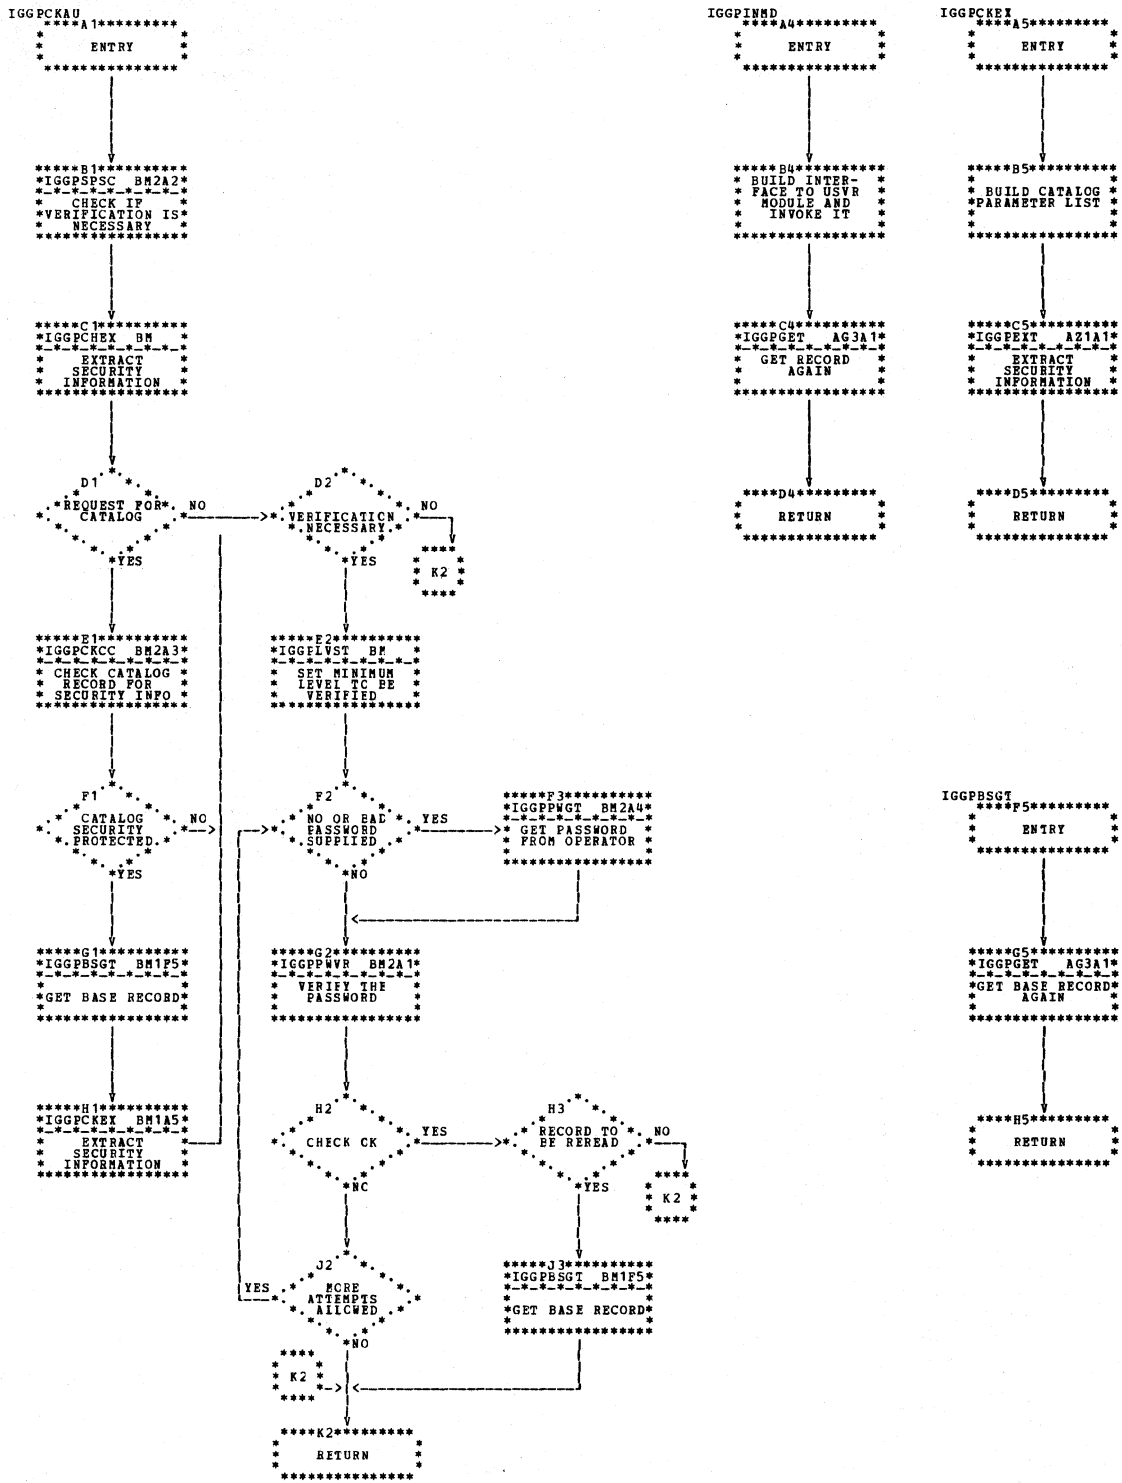 IGGPCKAU
A1
ENTRY
B1
IGGPSPSC BM2A2
CHECK IF
VERIFICATION IS
NECESSARY
C1
IGGPCHEX BM
EXTRACT
SECURITY
INFORMATION
D1
REQUEST FOR
CATALOG
NO
YES
E1
IGGPCKCC BM2A3
CHECK CATALOG
RECORD FOR
SECURITY INFO
F1
CATALOG
SECURITY
PROTECTED
NO
YES
G1
IGGPBSGT BM1F5
GET BASE RECORD
H1
IGGPCKEX BM1A5
EXTRACT
SECURITY
INFORMATION
D2
VERIFICATION
NECESSARY
NO
K2
YES
E2
IGGPLVST BM
SET MINIMUM
LEVEL TO BE
VERIFIED
F2
NO OR BAD
PASSWORD
SUPPLIED
YES
NO
F3
IGGPPWGT BM2A4
GET PASSWORD
FROM OPERATOR
G2
IGGPPWVR BM2A1
VERIFY THE
PASSWORD
H2
CHECK CK
YES
NC
H3
RECORD TO
BE REREAD
NO
K2
YES
J2
MORE
ATTEMPTS
ALLOWED
YES
NO
J3
IGGPBSGT BM1F5
GET BASE RECORD
K2
K2
RETURN
IGGPINMD
A4
ENTRY
B4
BUILD INTER-
FACE TO USVR
MODULE AND
INVOKE IT
C4
IGGPGET AG3A1
GET RECORD
AGAIN
D4
RETURN
IGGPCKEX
A5
ENTRY
B5
BUILD CATALOG
PARAMETER LIST
C5
IGGPEXT AZ1A1
EXTRACT
SECURITY
INFORMATION
D5
RETURN
IGGPBSGT
F5
ENTRY
G5
IGGPGET AG3A1
GET BASE RECORD
AGAIN
H5
RETURN